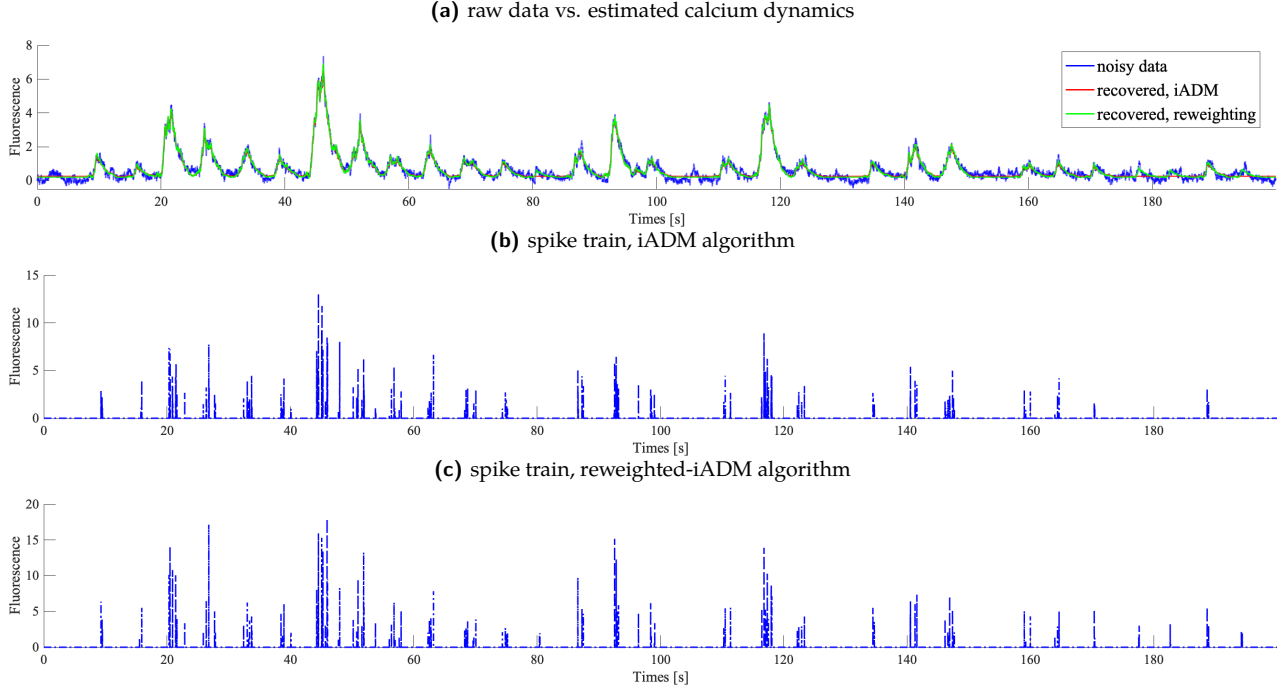 (a) raw data vs. estimated calcium dynamics
8
6
4
2
0
Fluorescence
noisy data
recovered, iADM
recovered, reweighting
0 20 40 60 80 100 120 140 160 180
Times [s]
(b) spike train, iADM algorithm
15
10
5
0
Fluorescence
0 20 40 60 80 100 120 140 160 180
Times [s]
(c) spike train, reweighted-iADM algorithm
20
15
10
5
0
Fluorescence
0 20 40 60 80 100 120 140 160 180
Times [s]